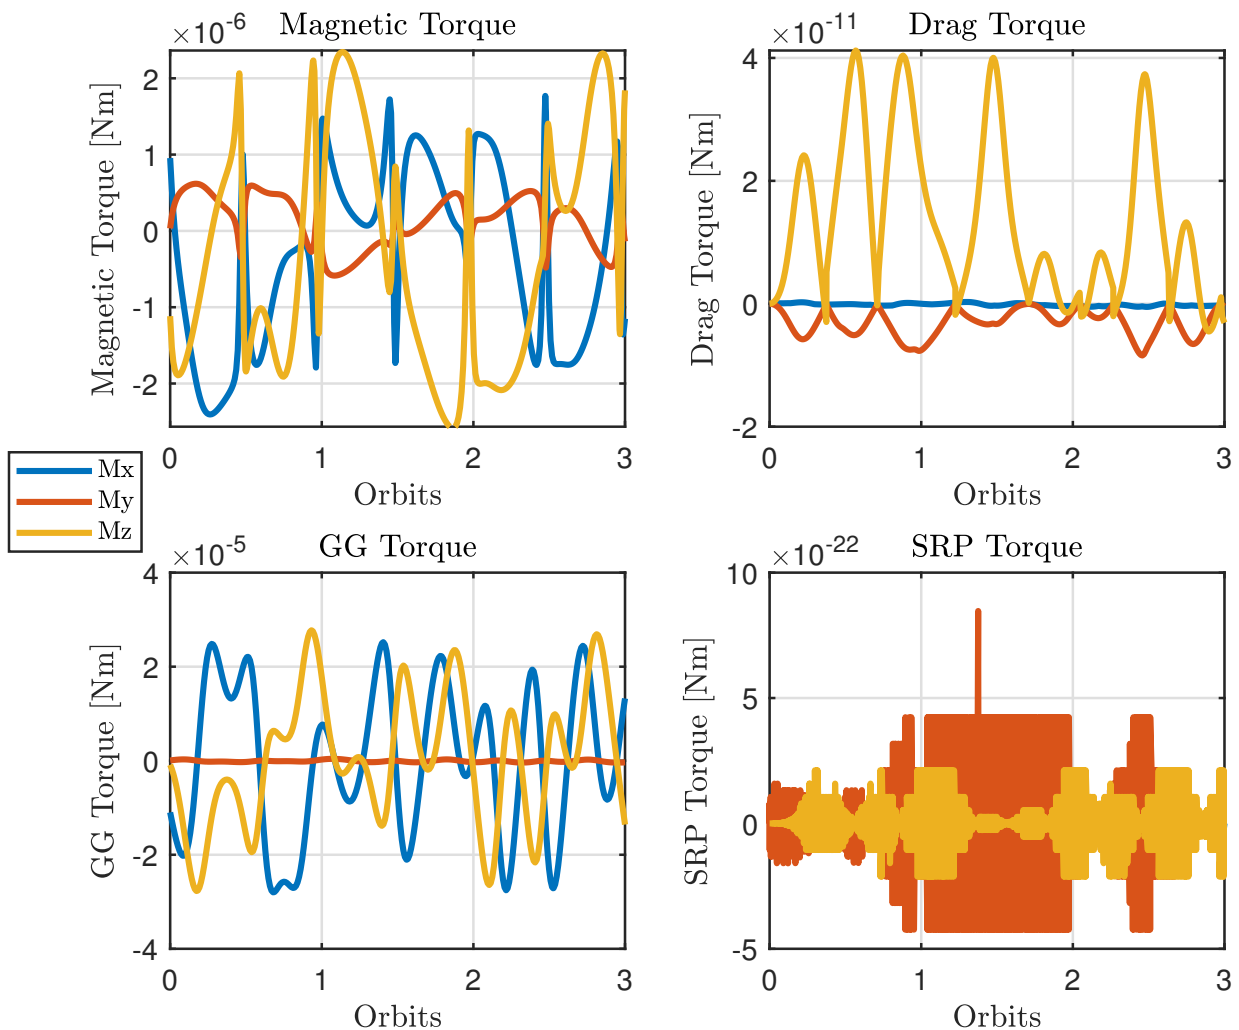 ×10^-6
Magnetic Torque
Magnetic Torque [Nm]
2
1
0
-1
-2
0 1 2 3
Orbits
×10^-11
Drag Torque
Drag Torque [Nm]
4
2
0
-2
0 1 2 3
Orbits
Mx
My
Mz
×10^-5
GG Torque
GG Torque [Nm]
4
2
0
-2
-4
0 1 2 3
Orbits
×10^-22
SRP Torque
SRP Torque [Nm]
10
5
0
-5
0 1 2 3
Orbits